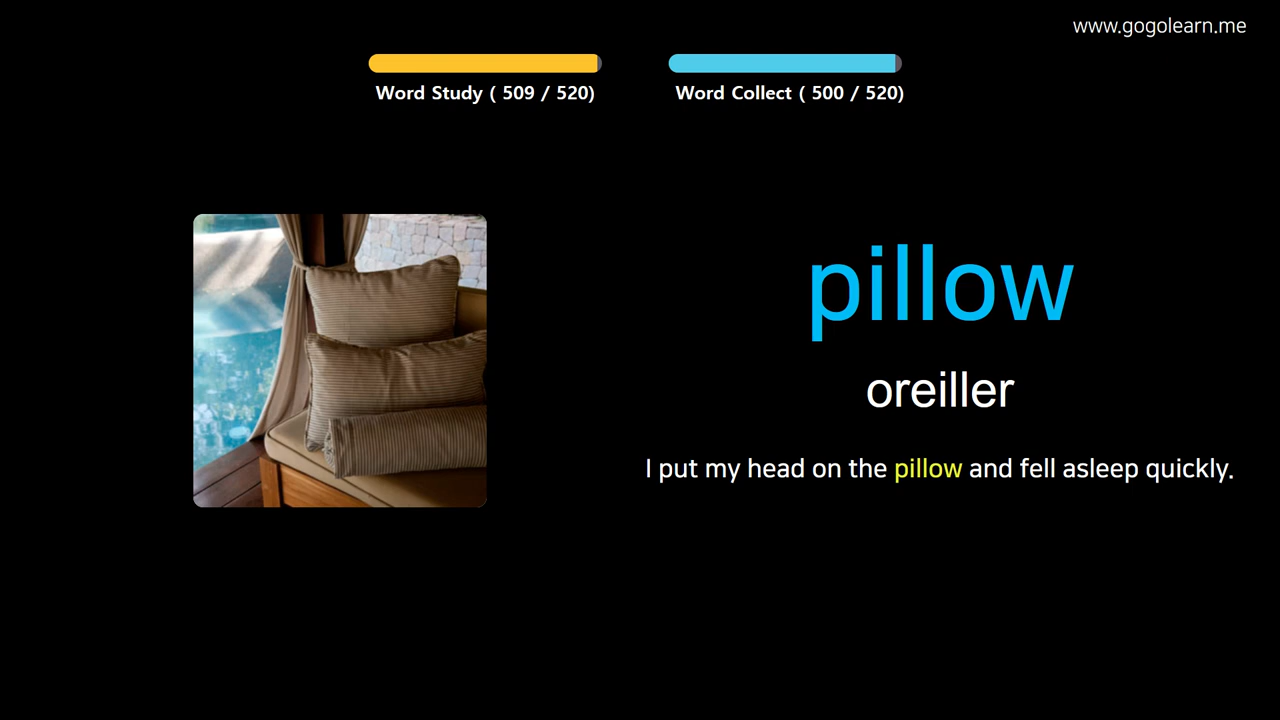 www.gogolearn.me
Word Study ( 509 / 520)
Word Collect ( 500 / 520)
pillow
oreiller
I put my head on the pillow and fell asleep quickly.